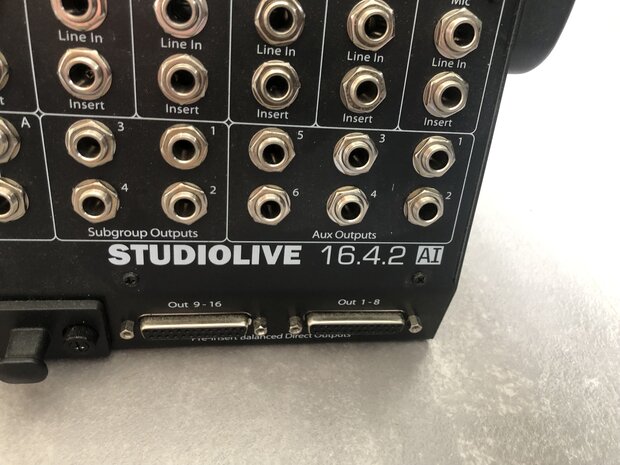 Mic
Line In
Line In
Line In
Line In
Line In
Insert
Insert
Insert
Insert
A
3
1
5
3
1
4
2
6
4
2
Subgroup Outputs
Aux Outputs
STUDIOLIVE 16.4.2 AI
Out 9-16
Out 1-8
Pre-Insert Balanced Direct Outputs